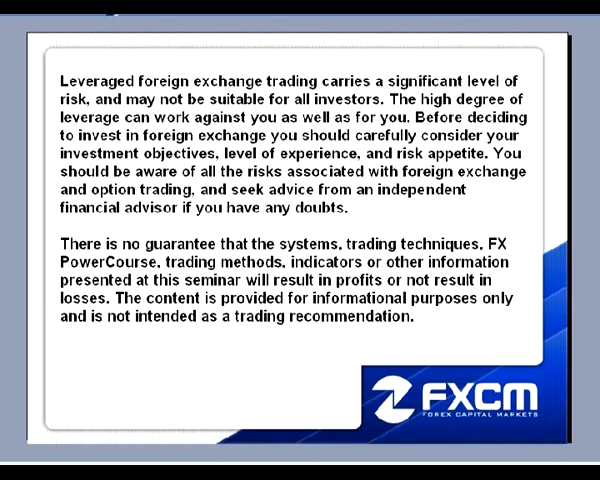 Leveraged foreign exchange trading carries a significant level of
risk, and may not be suitable for all investors. The high degree of
leverage can work against you as well as for you. Before deciding
to invest in foreign exchange you should carefully consider your
investment objectives, level of experience, and risk appetite. You
should be aware of all the risks associated with foreign exchange
and option trading, and seek advice from an independent
financial advisor if you have any doubts.
There is no guarantee that the systems, trading techniques, FX
PowerCourse, trading methods, indicators or other information
presented at this seminar will result in profits or not result in
losses. The content is provided for informational purposes only
and is not intended as a trading recommendation.
FXCM
FOREX CAPITAL MARKETS